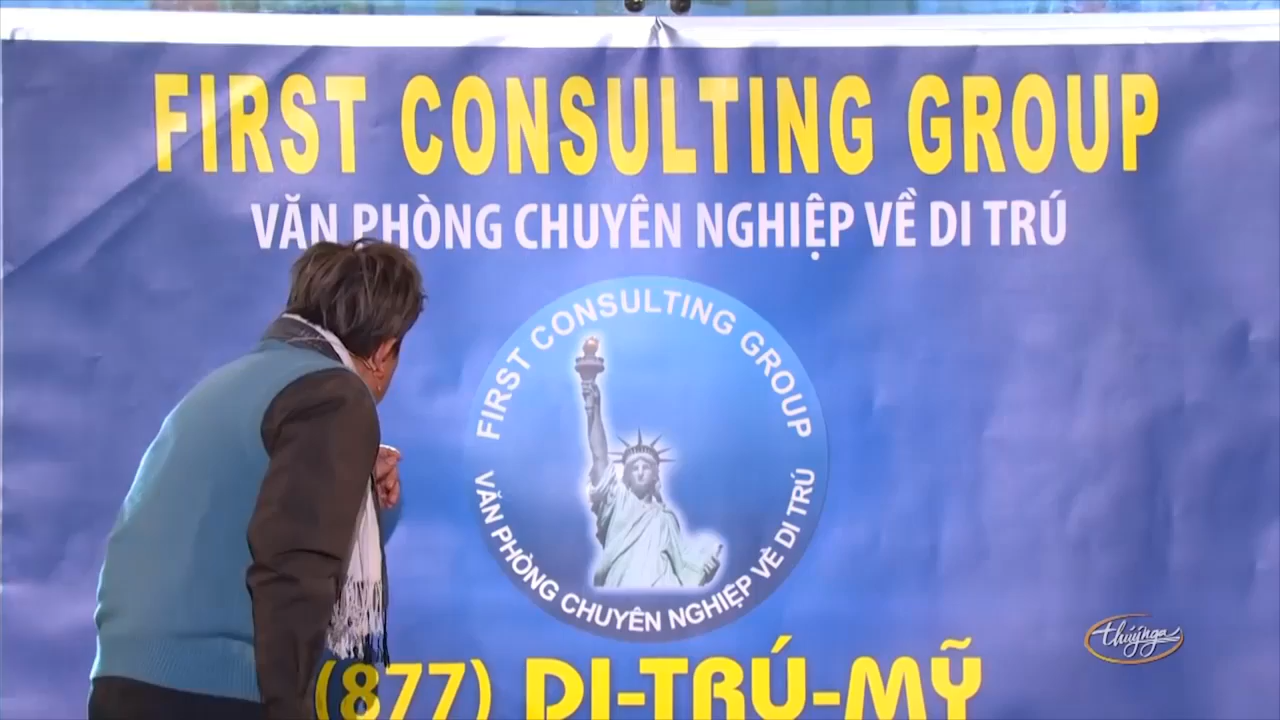 FIRST CONSULTING GROUP
VĂN PHÒNG CHUYÊN NGHIỆP VỀ DI TRÚ
FIRST CONSULTING GROUP
VĂN PHÒNG CHUYÊN NGHIỆP VỀ DI TRÚ
(877) DI-TRÚ-MỸ
thúynga